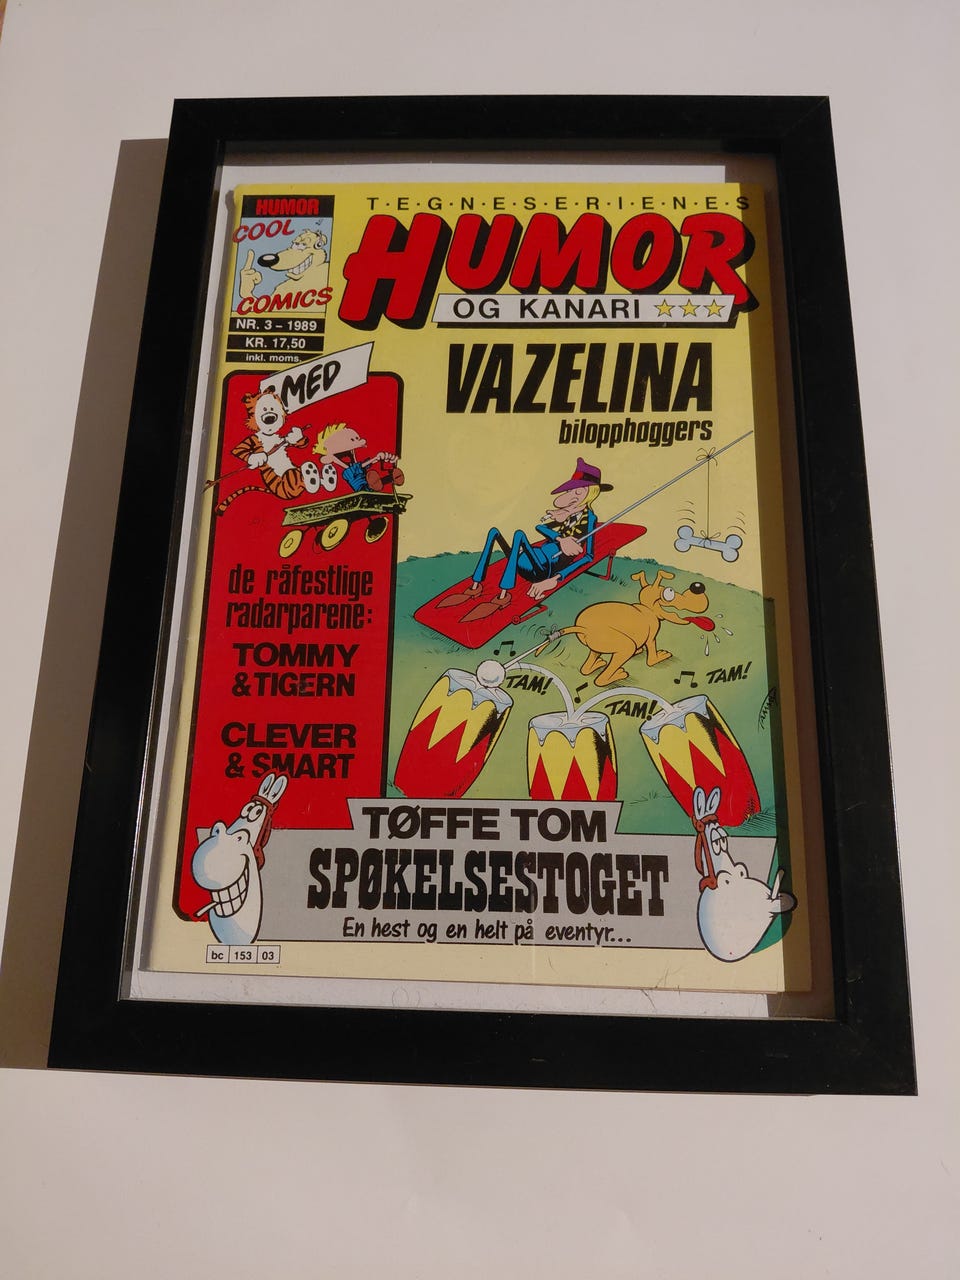 HUMOR
COOL
COMICS
NR. 3 - 1989
KR. 17,50
inkl. moms.
T·E·G·N·E·S·E·R·I·E·N·E·S
HUMOR
OG KANARI
VAZELINA
bilopphøggers
MED
de råfestlige
radarparene:
TOMMY
& TIGERN
CLEVER
& SMART
TAM!
TAM!
TAM!
TØFFE TOM
SPØKELSESTOGET
En hest og en helt på eventyr...
bc 153 03